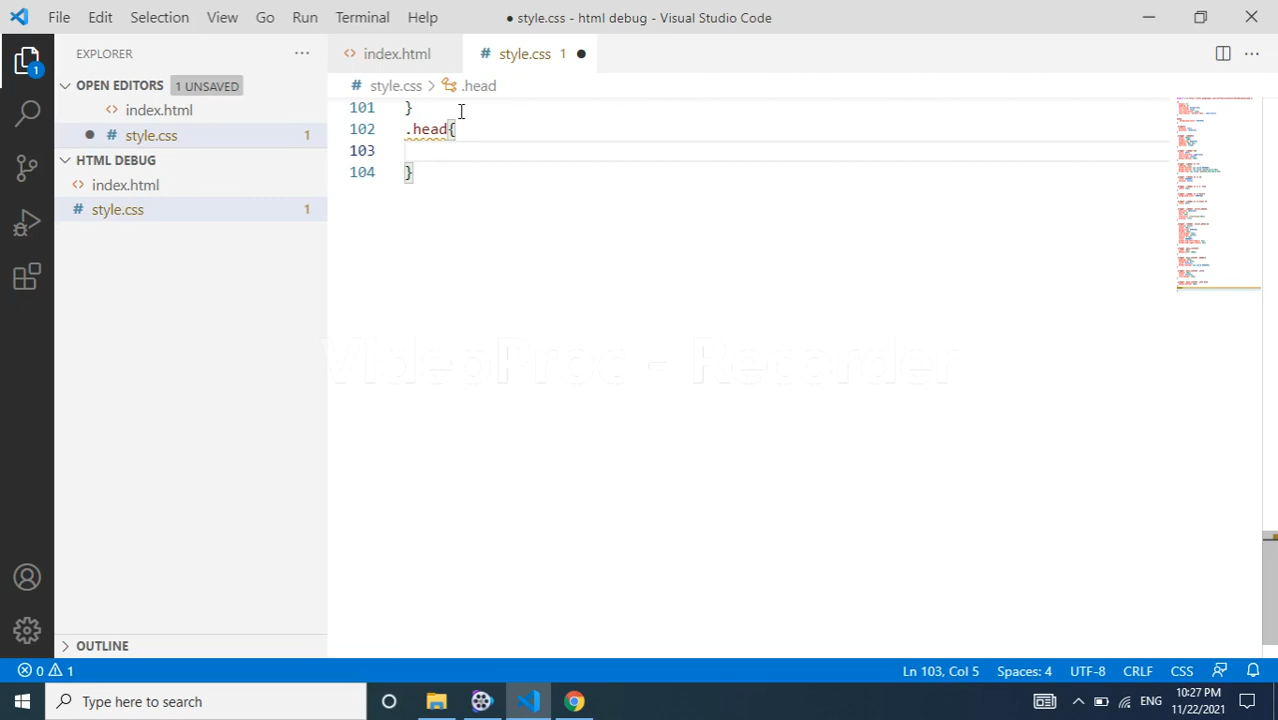 File Edit Selection View Go Run Terminal Help
● style.css - html debug - Visual Studio Code
EXPLORER
index.html
style.css 1
OPEN EDITORS 1 UNSAVED
style.css > .head
index.html
101 }
102 .head{
style.css 1
103
HTML DEBUG
104 }
index.html
style.css 1
1
VideoProc - Recorder
OUTLINE
0 1
Ln 103, Col 5 Spaces: 4 UTF-8 CRLF CSS
Type here to search
ENG
10:27 PM
11/22/2021